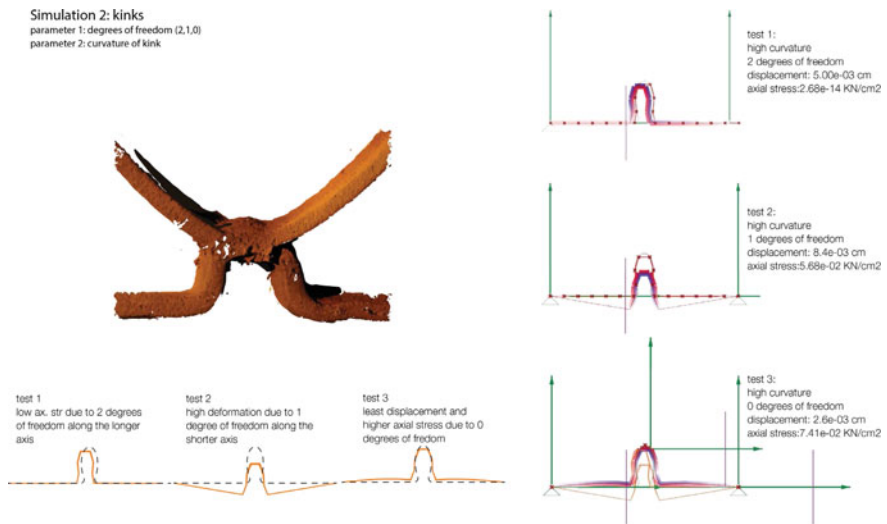 Simulation 2: kinks
parameter 1: degrees of freedom (2,1,0)
parameter 2: curvature of kink
test 1:
high curvature
2 degrees of freedom
displacement: 5.00e-03 cm
axial stress:2.68e-14 KN/cm2
test 2:
high curvature
1 degrees of freedom
displacement: 8.4e-03 cm
axial stress:5.68e-02 KN/cm2
test 3:
high curvature
0 degrees of freedom
displacement: 2.6e-03 cm
axial stress:7.41e-02 KN/cm2
test 1
low ax. str due to 2 degrees
of freedom along the longer
axis
test 2
high deformation due to 1
degree of freedom along the
shorter axis
test 3
least displacement and
higher axial stress due to 0
degrees of fredom